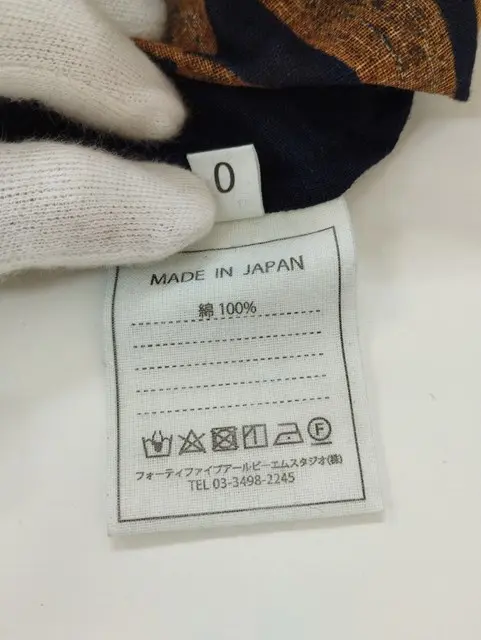 0
MADE IN JAPAN
綿 100%
フォーティファイブアールピーエムスタジオ(株)
TEL 03-3498-2245